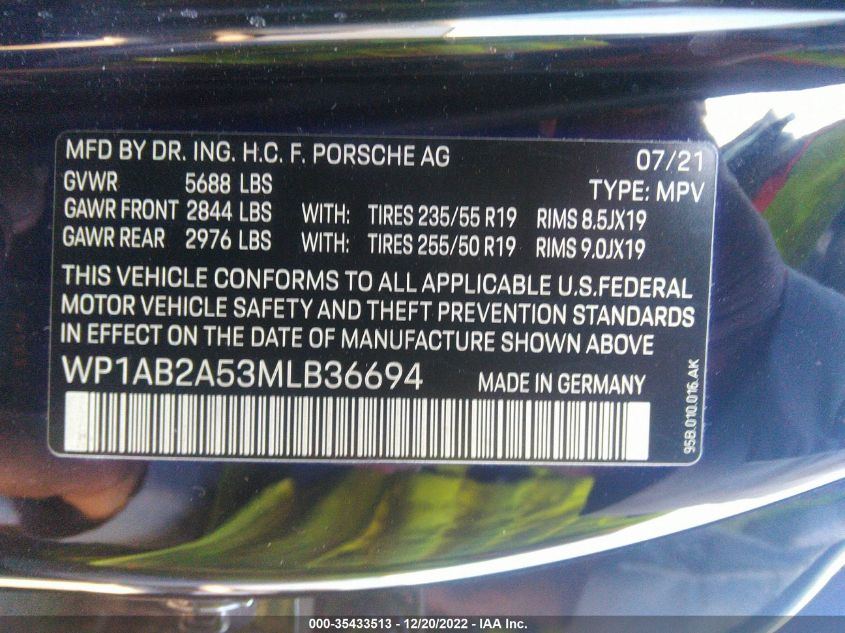 MFD BY DR. ING. H.C. F. PORSCHE AG 07/21
GVWR 5688 LBS TYPE: MPV
GAWR FRONT 2844 LBS WITH: TIRES 235/55 R19 RIMS 8.5JX19
GAWR REAR 2976 LBS WITH: TIRES 255/50 R19 RIMS 9.0JX19
THIS VEHICLE CONFORMS TO ALL APPLICABLE U.S.FEDERAL
MOTOR VEHICLE SAFETY AND THEFT PREVENTION STANDARDS
IN EFFECT ON THE DATE OF MANUFACTURE SHOWN ABOVE
WP1AB2A53MLB36694 MADE IN GERMANY
95B.010.016.AK
000-35433513 - 12/20/2022 - IAA Inc.